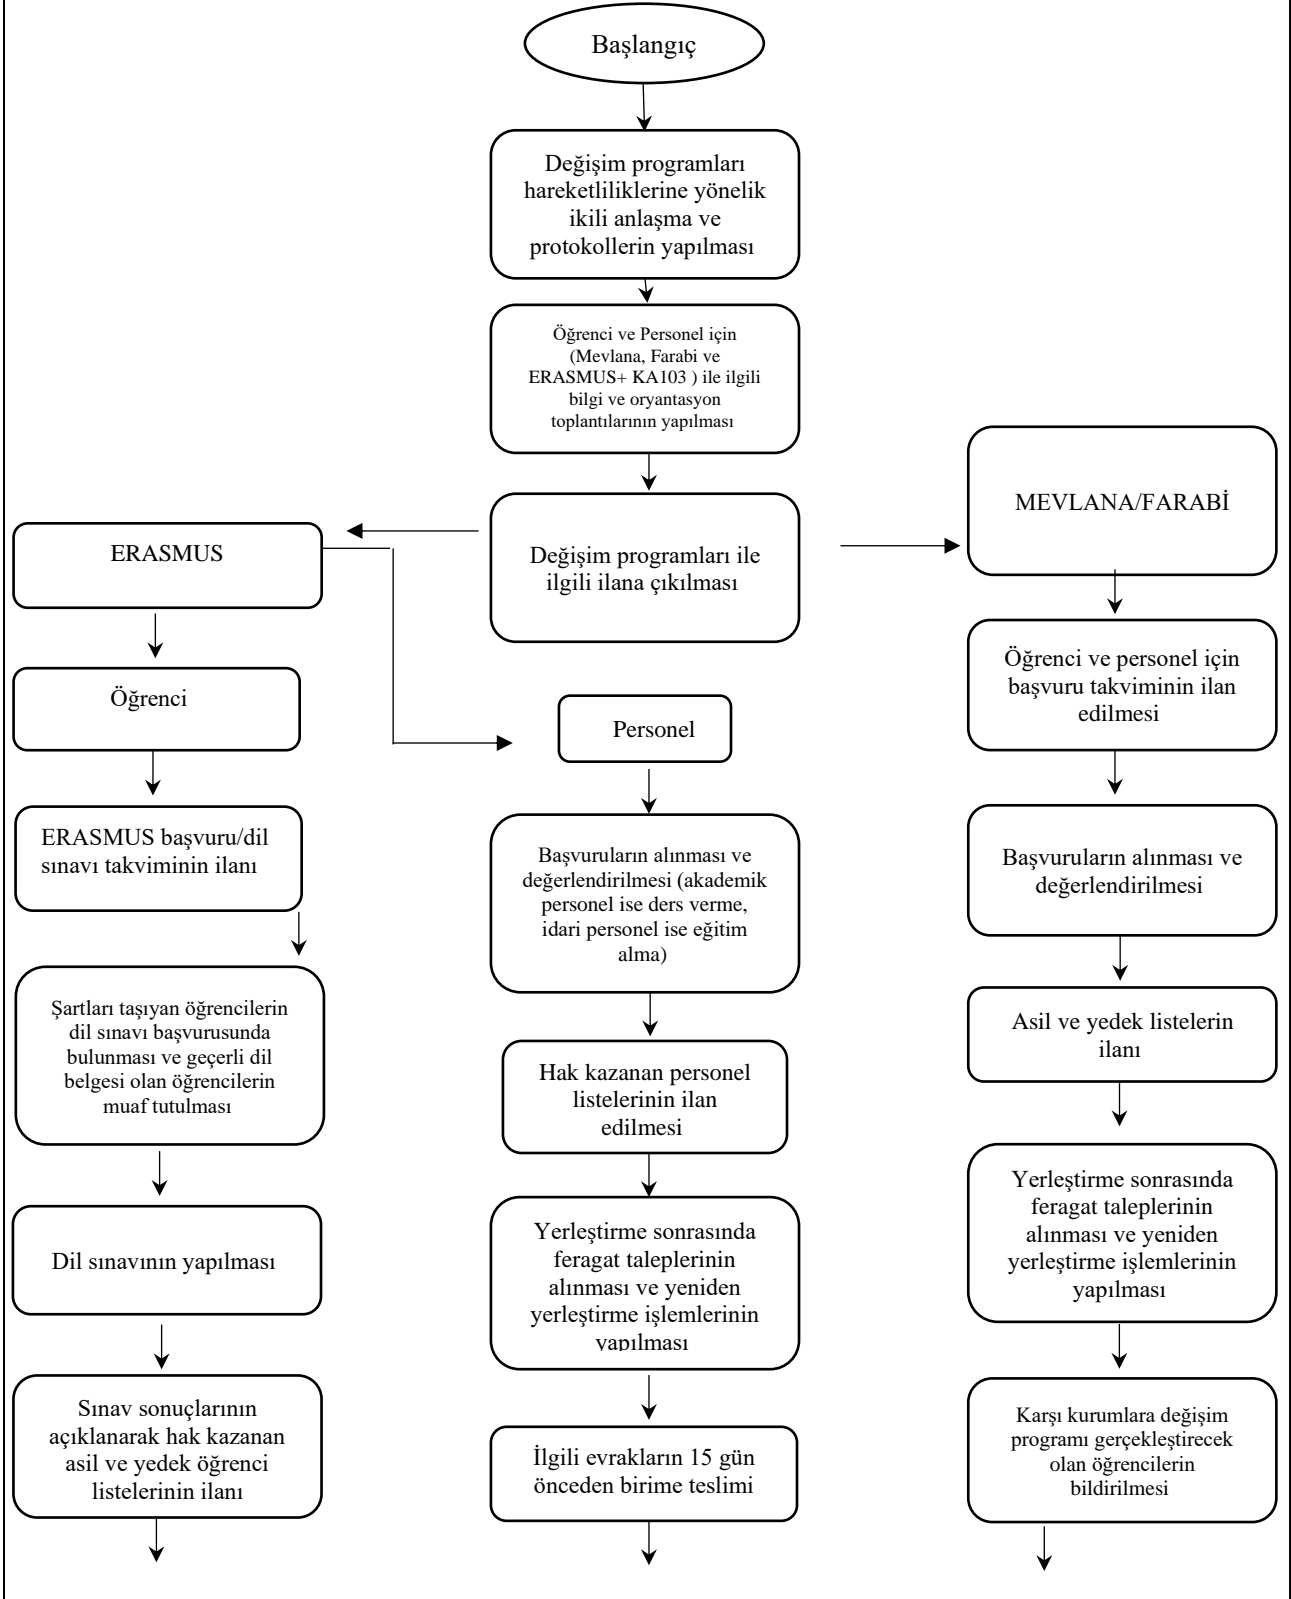 Başlangıç
Değişim programları
hareketliliklerine yönelik
ikili anlaşma ve
protokollerin yapılması
Öğrenci ve Personel için
(Mevlana, Farabi ve
ERASMUS+ KA103 ) ile ilgili
bilgi ve oryantasyon
toplantılarının yapılması
Değişim programları ile
ilgili ilana çıkılması
ERASMUS
Öğrenci
ERASMUS başvuru/dil
sınavı takviminin ilanı
Şartları taşıyan öğrencilerin
dil sınavı başvurusunda
bulunması ve geçerli dil
belgesi olan öğrencilerin
muaf tutulması
Dil sınavının yapılması
Sınav sonuçlarının
açıklanarak hak kazanan
asil ve yedek öğrenci
listelerinin ilanı
Personel
Başvuruların alınması ve
değerlendirilmesi (akademik
personel ise ders verme,
idari personel ise eğitim
alma)
Hak kazanan personel
listelerinin ilan
edilmesi
Yerleştirme sonrasında
feragat taleplerinin
alınması ve yeniden
yerleştirme işlemlerinin
yapılması
İlgili evrakların 15 gün
önceden birime teslimi
MEVLANA/FARABİ
Öğrenci ve personel için
başvuru takviminin ilan
edilmesi
Başvuruların alınması ve
değerlendirilmesi
Asil ve yedek listelerin
ilanı
Yerleştirme sonrasında
feragat taleplerinin
alınması ve yeniden
yerleştirme işlemlerinin
yapılması
Karşı kurumlara değişim
programı gerçekleştirecek
olan öğrencilerin
bildirilmesi